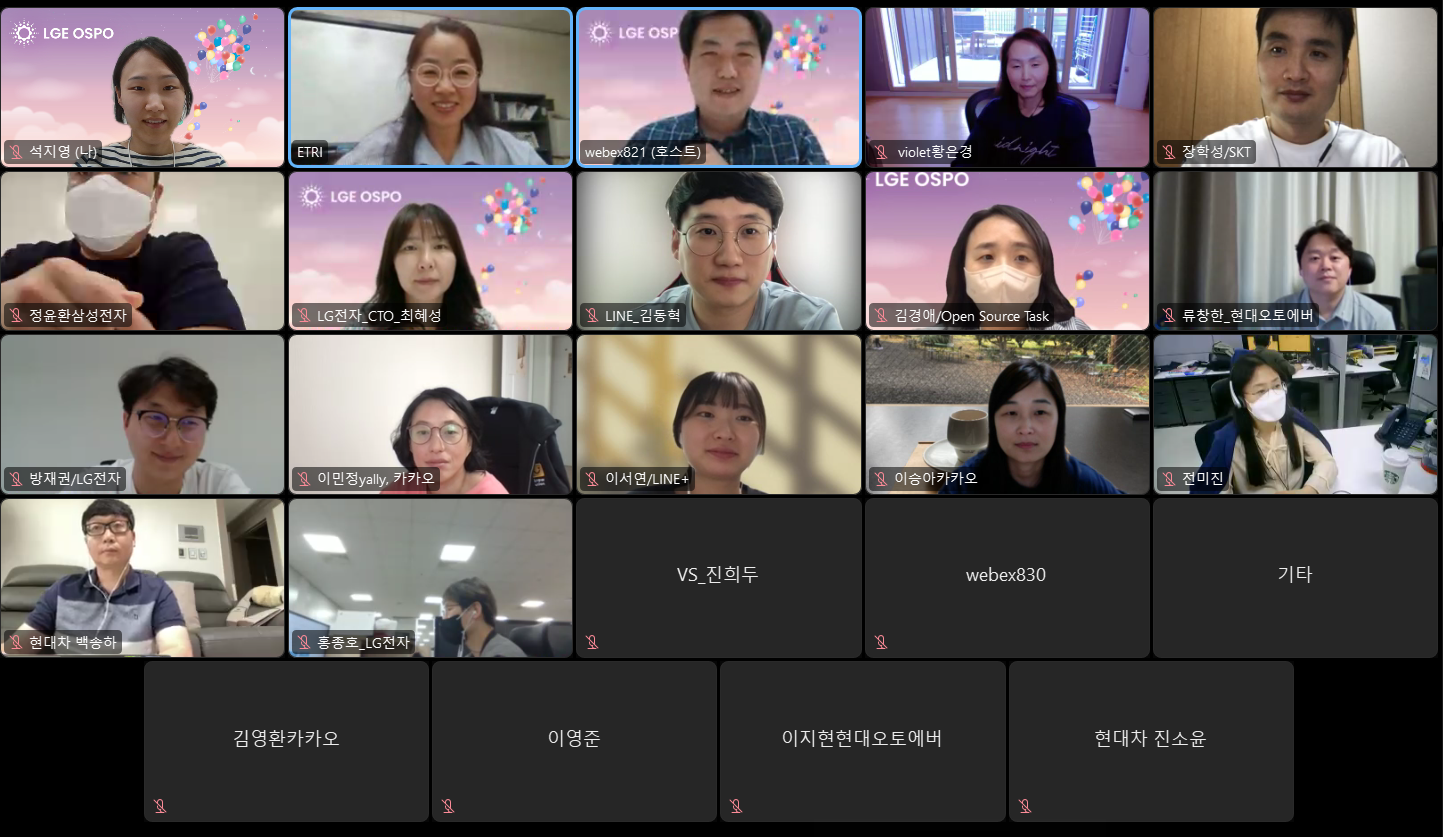 LGE OSPO
석지영 (나)
ETRI
LGE OSPO
webex821 (호스트)
idnight
violet황은경
장학성/SKT
정윤환삼성전자
LGE OSPO
LG전자_CTO_최혜성
LINE_김동혁
LGE OSPO
김경애/Open Source Task
류창한_현대오토에버
방재권/LG전자
이민정yally, 카카오
이서연/LINE+
이승아카카오
전미진
현대차 백송하
홍종호_LG전자
VS_진희두
webex830
기타
김영환카카오
이영준
이지현현대오토에버
현대차 진소윤